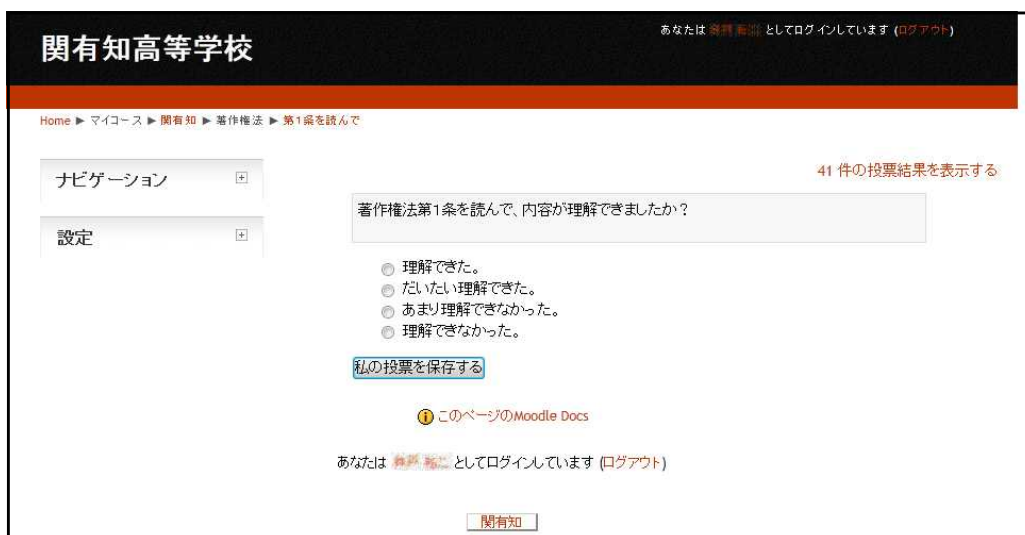 関有知高等学校
あなたは としてログインしています (ログアウト)
Home ▶ マイコース ▶ 関有知 ▶ 著作権法 ▶ 第1条を読んで
ナビゲーション
設定
41 件の投票結果を表示する
著作権法第1条を読んで、内容が理解できましたか？
理解できた。
だいたい理解できた。
あまり理解できなかった。
理解できなかった。
私の投票を保存する
このページのMoodle Docs
あなたは としてログインしています (ログアウト)
関有知